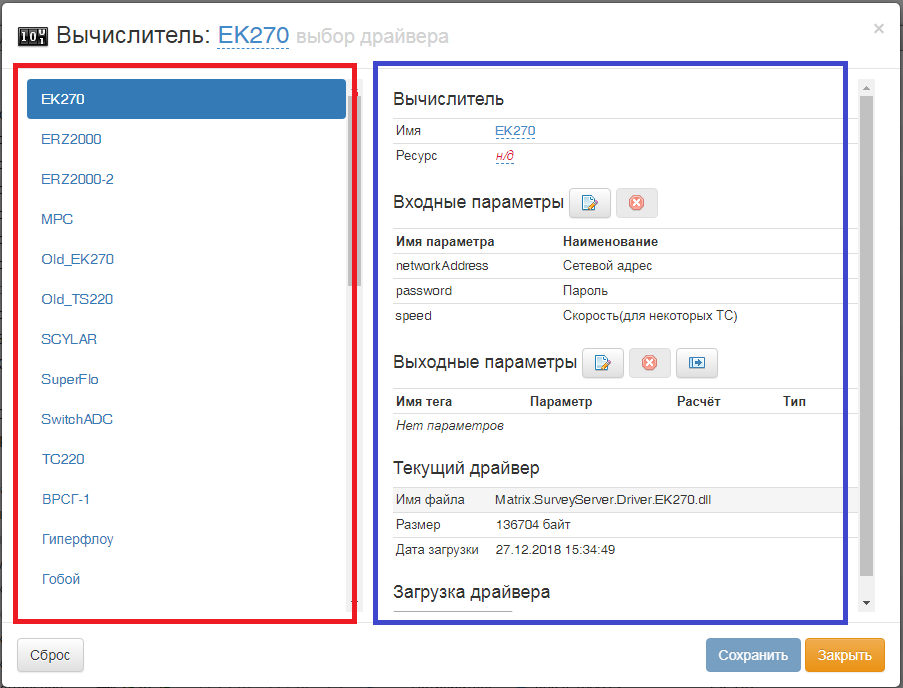 Вычислитель: EK270 выбор драйвера ×
EK270
ERZ2000
ERZ2000-2
МРС
Old_EK270
Old_TS220
SCYLAR
SuperFlo
SwitchADC
ТС220
ВРСГ-1
Гиперфлоу
Гобой
Вычислитель
Имя EK270
Ресурс н/д
Входные параметры
Имя параметра Наименование
networkAddress Сетевой адрес
password Пароль
speed Скорость(для некоторых ТС)
Выходные параметры
Имя тега Параметр Расчёт Тип
Нет параметров
Текущий драйвер
Имя файла Matrix.SurveyServer.Driver.EK270.dll
Размер 136704 байт
Дата загрузки 27.12.2018 15:34:49
Загрузка драйвера
Сброс Сохранить Закрыть